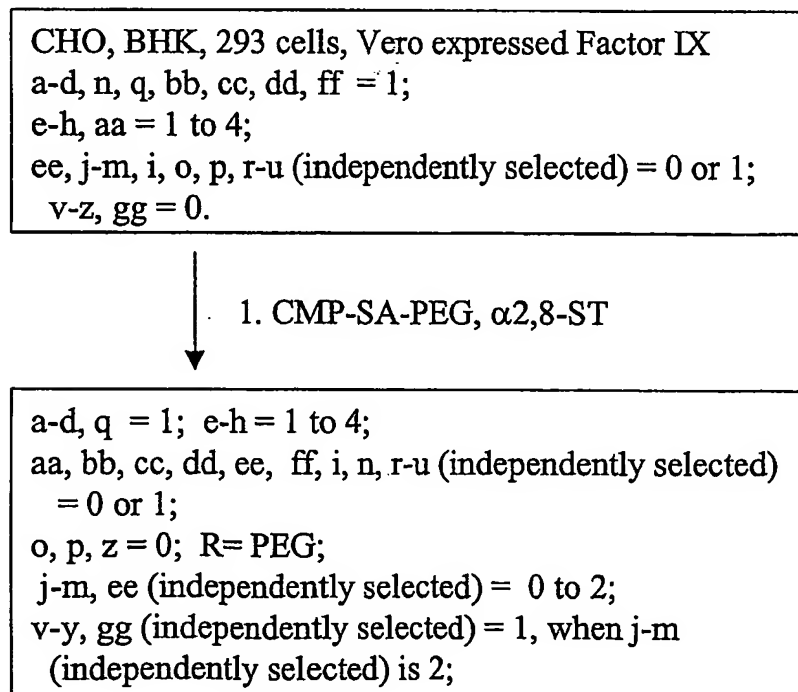 CHO, BHK, 293 cells, Vero expressed Factor IX
a-d, n, q, bb, cc, dd, ff = 1;
e-h, aa = 1 to 4;
ee, j-m, i, o, p, r-u (independently selected) = 0 or 1;
v-z, gg = 0.
1. CMP-SA-PEG, α2,8-ST
a-d, q = 1; e-h = 1 to 4;
aa, bb, cc, dd, ee, ff, i, n, r-u (independently selected)
= 0 or 1;
o, p, z = 0; R= PEG;
j-m, ee (independently selected) = 0 to 2;
v-y, gg (independently selected) = 1, when j-m
(independently selected) is 2;